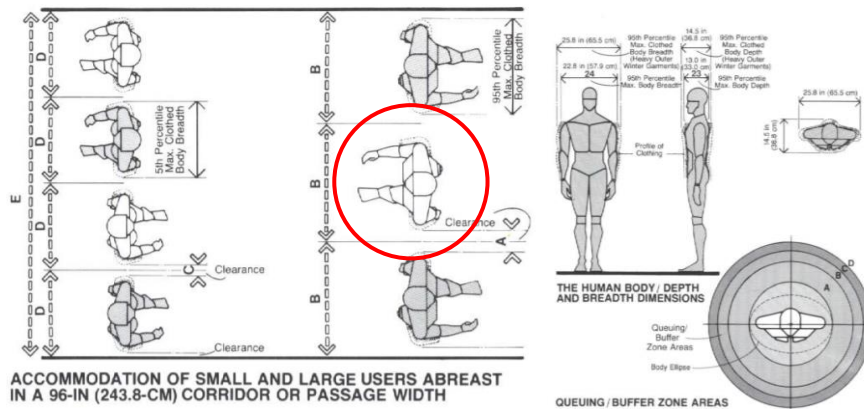 E
D
D
D
D
C
5th Percentile
Max. Clothed
Body Breadth
Clearance
Clearance
B
B
B
95th Percentile
Max. Clothed
Body Breadth
Clearance
A
ACCOMMODATION OF SMALL AND LARGE USERS ABREAST
IN A 96-IN (243.8-CM) CORRIDOR OR PASSAGE WIDTH
25.8 in (65.5 cm)
95th Percentile
Max. Clothed
Body Breadth
(Heavy Outer
Winter Garments)
22.8 in (57.9 cm)
24
95th Percentile
Max. Body Breadth
14.5 in
(36.8 cm)
95th Percentile
Max. Clothed
Body Depth
(Heavy Outer
Winter Garments)
13.0 in
(33.0 cm)
23
95th Percentile
Max. Body Depth
Profile of
Clothing
25.8 in (65.5 cm)
14.5 in
(36.8 cm)
THE HUMAN BODY/DEPTH
AND BREADTH DIMENSIONS
D
C
B
A
Queuing/
Buffer
Zone Areas
Body Ellipse
QUEUING/BUFFER ZONE AREAS